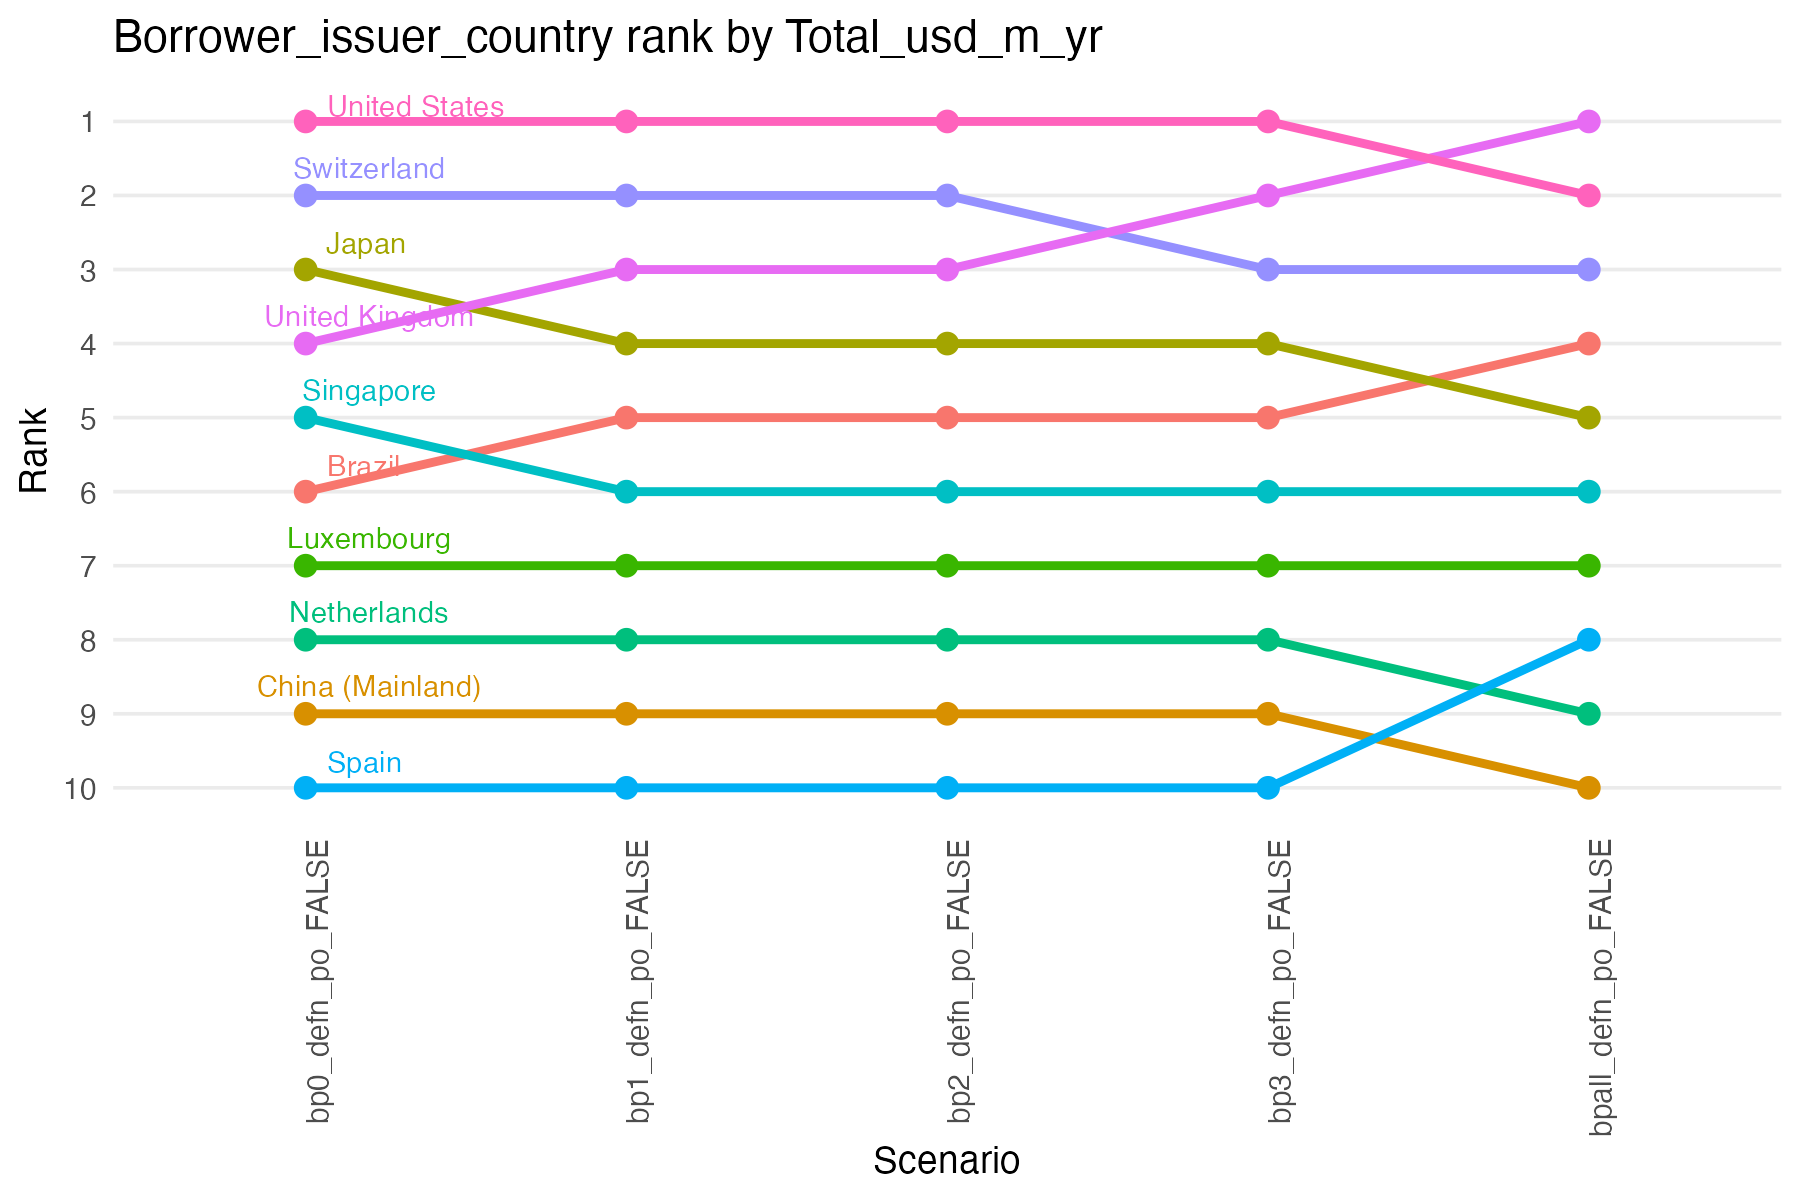 Borrower_issuer_country rank by Total_usd_m_yr
United States
1
Switzerland
2
Japan
3
United Kingdom
4
Singapore
5
Brazil
6
Luxembourg
7
Netherlands
8
China (Mainland)
9
Spain
10
Rank
bp0_defn_po_FALSE
bp1_defn_po_FALSE
bp2_defn_po_FALSE
bp3_defn_po_FALSE
bpall_defn_po_FALSE
Scenario